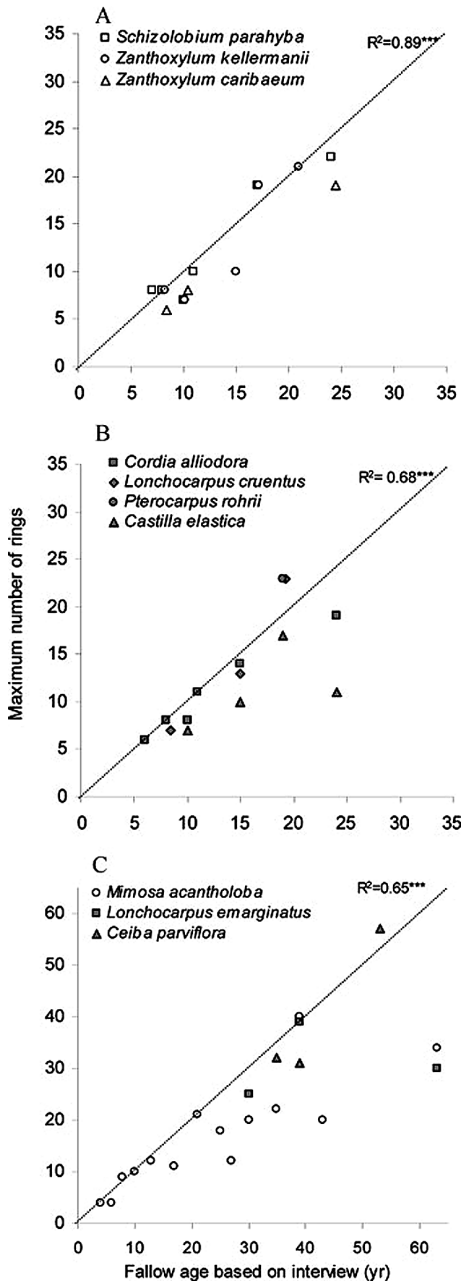 A
Schizolobium parahyba
Zanthoxylum kellermanii
Zanthoxylum caribaeum
R²=0.89***
35
30
25
20
15
10
5
0
0 5 10 15 20 25 30 35
B
Cordia alliodora
Lonchocarpus cruentus
Pterocarpus rohrii
Castilla elastica
R²= 0.68***
35
30
25
20
15
10
5
0
0 5 10 15 20 25 30 35
Maximum number of rings
C
Mimosa acantholoba
Lonchocarpus emarginatus
Ceiba parviflora
R²=0.65***
60
50
40
30
20
10
0
0 10 20 30 40 50 60
Fallow age based on interview (yr)